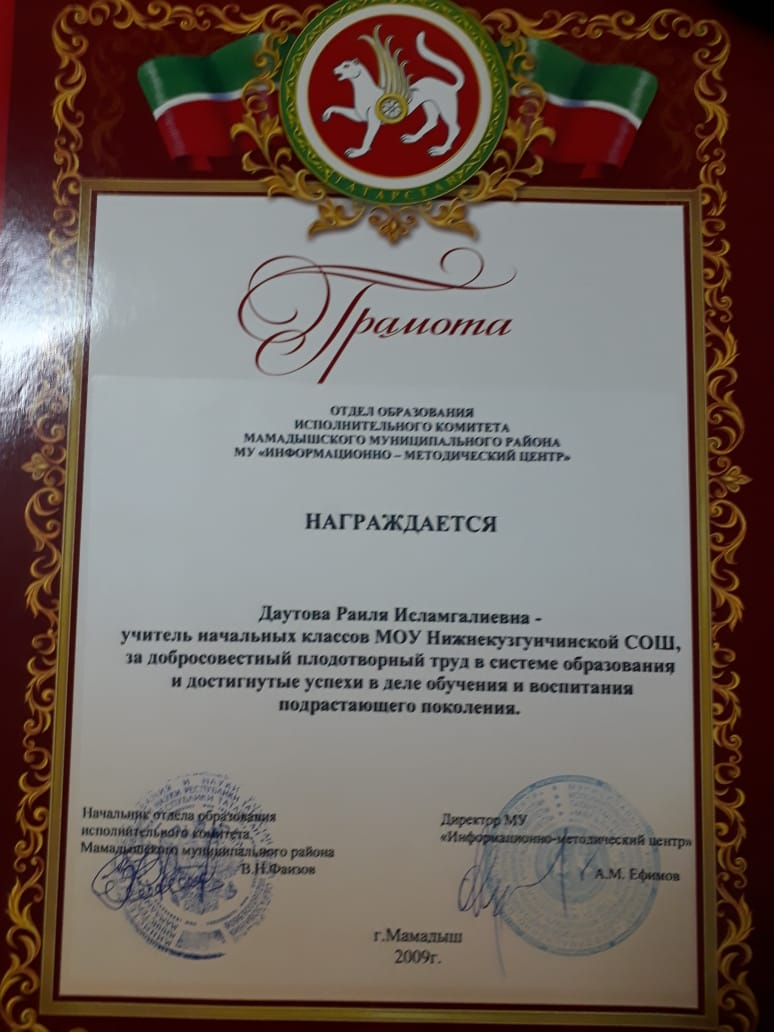 ТАТАРСТАН
Грамота
ОТДЕЛ ОБРАЗОВАНИЯ
ИСПОЛНИТЕЛЬНОГО КОМИТЕТА
МАМАДЫШСКОГО МУНИЦИПАЛЬНОГО РАЙОНА
МУ «ИНФОРМАЦИОННО – МЕТОДИЧЕСКИЙ ЦЕНТР»
НАГРАЖДАЕТСЯ
Даутова Раиля Исламгалиевна -
учитель начальных классов МОУ Нижнекузгунчинской СОШ,
за добросовестный плодотворный труд в системе образования
и достигнутые успехи в деле обучения и воспитания
подрастающего поколения.
Начальник отдела образования
исполнительного комитета
Мамадышского муниципального района
В.Н.Фаизов
Директор МУ
«Информационно-методический центр»
А.М. Ефимов
г.Мамадыш
2009г.